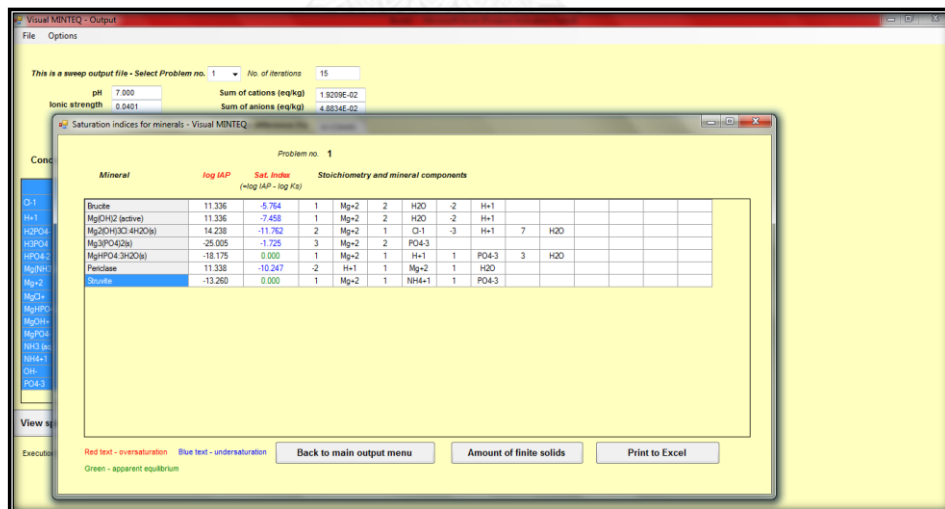 Visual MINTEQ - Output
File Options
This is a sweep output file - Select Problem no. 1 No. of iterations 15
pH 7.000 Sum of cations (eq/kg) 1.9209E-02
Ionic strength 0.0401 Sum of anions (eq/kg) 4.8834E-02
Saturation indices for minerals - Visual MINTEQ
Problem no. 1
Mineral log IAP Sat. Index Stoichiometry and mineral components
(=log IAP - log Ks)
Brucite 11.336 -5.764 1 Mg+2 2 H2O -2 H+1
Mg(OH)2 (active) 11.336 -7.458 1 Mg+2 2 H2O -2 H+1
Mg2(OH)3Cl:4H2O(s) 14.238 -11.762 2 Mg+2 1 Cl-1 -3 H+1 7 H2O
Mg3(PO4)2(s) -25.005 -1.725 3 Mg+2 2 PO4-3
MgHPO4:3H2O(s) -18.175 0.000 1 Mg+2 1 H+1 1 PO4-3 3 H2O
Periclase 11.338 -10.247 -2 H+1 1 Mg+2 1 H2O
Struvite -13.260 0.000 1 Mg+2 1 NH4+1 1 PO4-3
Conc
Cl-1
H+1
H2PO4-
H3PO4
HPO4-2
Mg(NH3
Mg+2
MgCl+
MgHPO
MgOH+
MgPO4-
NH3 (aq
NH4+1
OH-
PO4-3
View sp
Execution
Red text - oversaturation Blue text - undersaturation
Green - apparent equilibrium
Back to main output menu Amount of finite solids Print to Excel